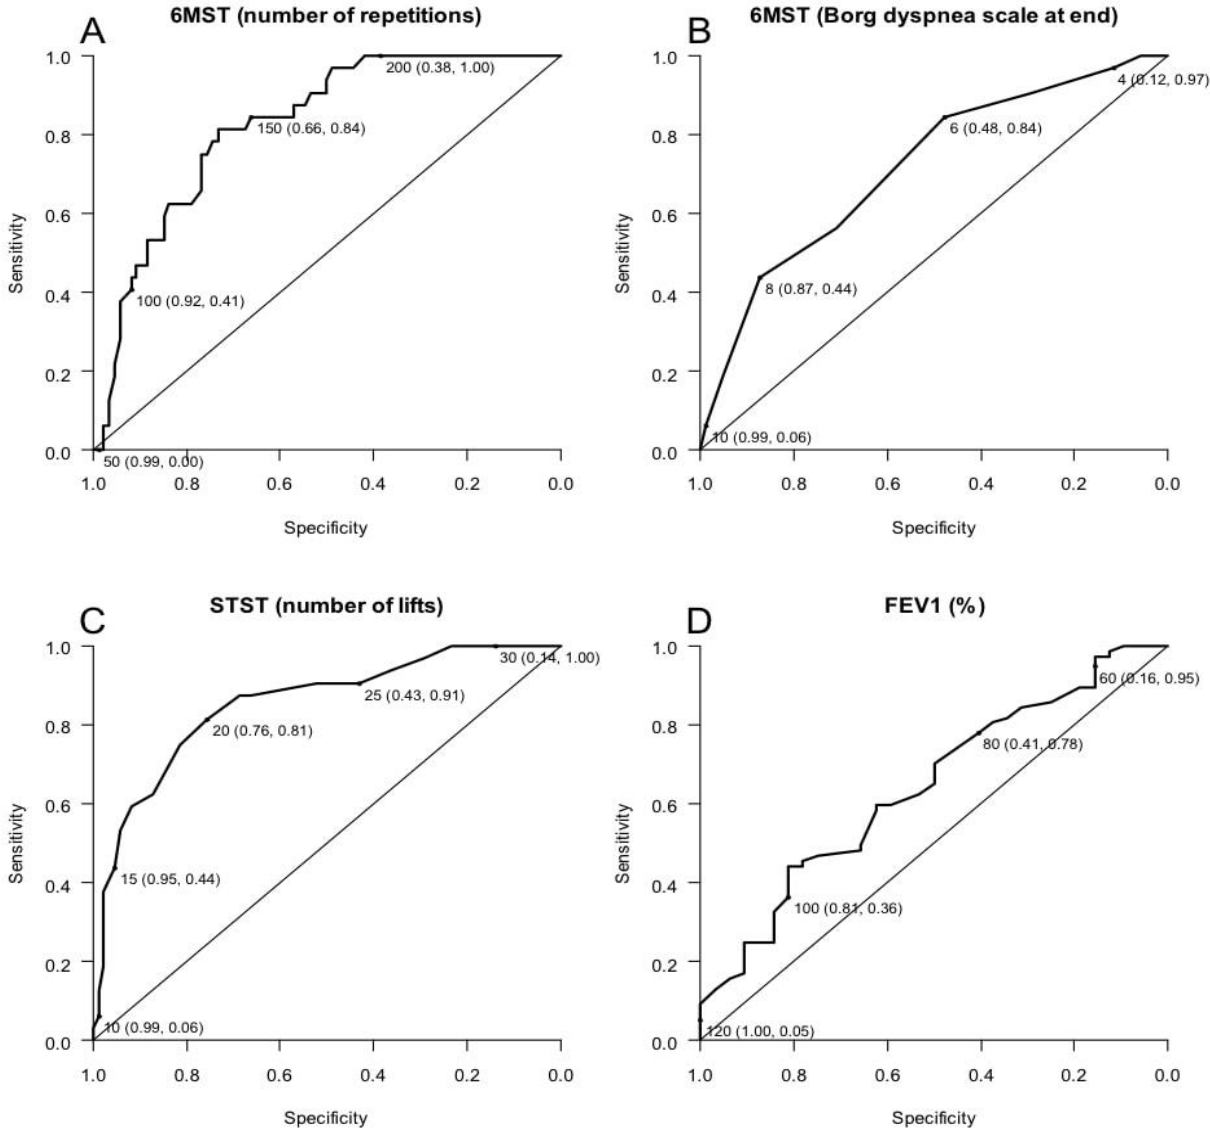 A
6MST (number of repetitions)
1.0
0.8
0.6
0.4
0.2
0.0
Sensitivity
200 (0.38, 1.00)
150 (0.66, 0.84)
100 (0.92, 0.41)
50 (0.99, 0.00)
1.0 0.8 0.6 0.4 0.2 0.0
Specificity
B
6MST (Borg dyspnea scale at end)
1.0
0.8
0.6
0.4
0.2
0.0
Sensitivity
4 (0.12, 0.97)
6 (0.48, 0.84)
8 (0.87, 0.44)
10 (0.99, 0.06)
1.0 0.8 0.6 0.4 0.2 0.0
Specificity
C
STST (number of lifts)
1.0
0.8
0.6
0.4
0.2
0.0
Sensitivity
30 (0.14, 1.00)
25 (0.43, 0.91)
20 (0.76, 0.81)
15 (0.95, 0.44)
10 (0.99, 0.06)
1.0 0.8 0.6 0.4 0.2 0.0
Specificity
D
FEV1 (%)
1.0
0.8
0.6
0.4
0.2
0.0
Sensitivity
60 (0.16, 0.95)
80 (0.41, 0.78)
100 (0.81, 0.36)
120 (1.00, 0.05)
1.0 0.8 0.6 0.4 0.2 0.0
Specificity